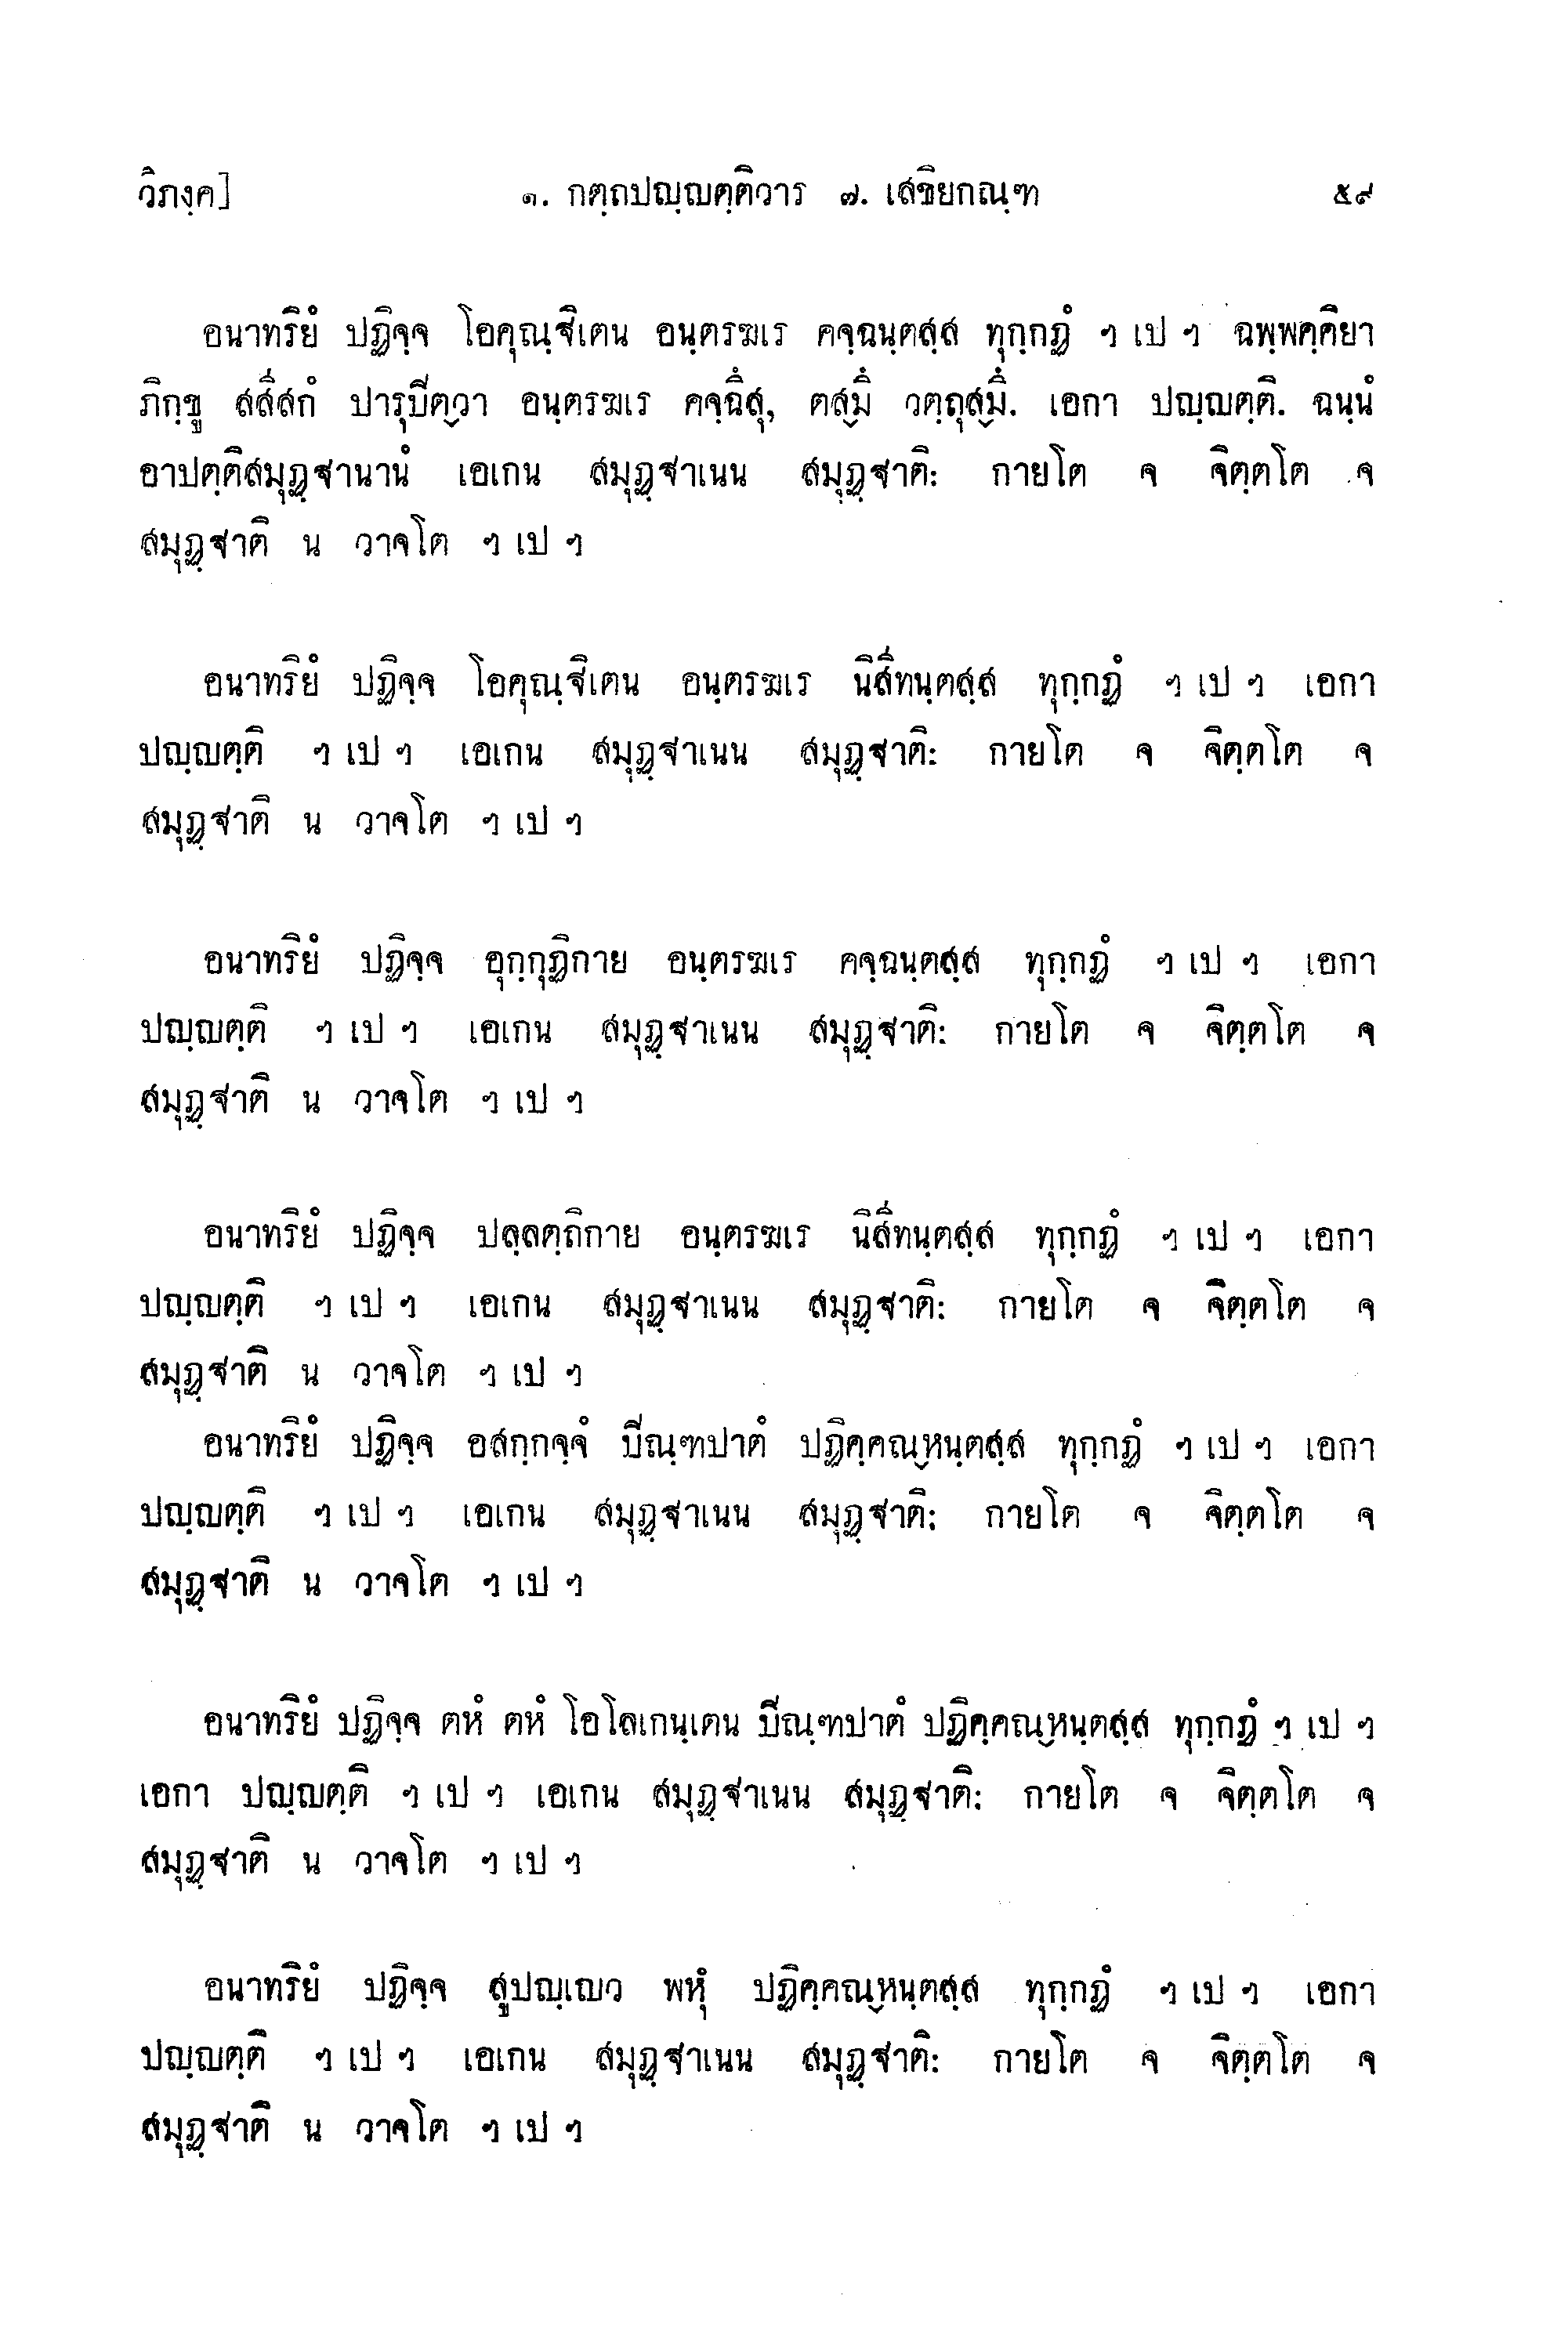 วิภงฺค] ๑. กตฺถปญฺญตฺติวาร ๗. เสขิยกณฺฑ ๕๙
อนาทริยํ ปฏิจฺจ โอคุณฺฐิเตน อนฺตรฆเร คจฺฉนฺตสฺส ทุกฺกฏํ ฯ เป ฯ ฉพฺพคฺคิยา
ภิกฺขู สสีสกํ ปารุปิตฺวา อนฺตรฆเร คจฺฉึสุ, ตสฺมึ วตฺถุสฺมึ. เอกา ปญฺญตฺติ. ฉนฺนํ
อาปตฺติสมุฏฺฐานานํ เอเกน สมุฏฺฐาเนน สมุฏฺฐาติ: กายโต จ จิตฺตโต จ
สมุฏฺฐาติ น วาจโต ฯ เป ฯ
อนาทริยํ ปฏิจฺจ โอคุณฺฐิเตน อนฺตรฆเร นิสีทนฺตสฺส ทุกฺกฏํ ฯ เป ฯ เอกา
ปญฺญตฺติ ฯ เป ฯ เอเกน สมุฏฺฐาเนน สมุฏฺฐาติ: กายโต จ จิตฺตโต จ
สมุฏฺฐาติ น วาจโต ฯ เป ฯ
อนาทริยํ ปฏิจฺจ อุกฺกุฏิกาย อนฺตรฆเร คจฺฉนฺตสฺส ทุกฺกฏํ ฯ เป ฯ เอกา
ปญฺญตฺติ ฯ เป ฯ เอเกน สมุฏฺฐาเนน สมุฏฺฐาติ: กายโต จ จิตฺตโต จ
สมุฏฺฐาติ น วาจโต ฯ เป ฯ
อนาทริยํ ปฏิจฺจ ปลฺลตฺถิกาย อนฺตรฆเร นิสีทนฺตสฺส ทุกฺกฏํ ฯ เป ฯ เอกา
ปญฺญตฺติ ฯ เป ฯ เอเกน สมุฏฺฐาเนน สมุฏฺฐาติ: กายโต จ จิตฺตโต จ
สมุฏฺฐาติ น วาจโต ฯ เป ฯ
อนาทริยํ ปฏิจฺจ อสกฺกจฺจํ ปิณฺฑปาตํ ปฏิคฺคณฺหนฺตสฺส ทุกฺกฏํ ฯ เป ฯ เอกา
ปญฺญตฺติ ฯ เป ฯ เอเกน สมุฏฺฐาเนน สมุฏฺฐาติ: กายโต จ จิตฺตโต จ
สมุฏฺฐาติ น วาจโต ฯ เป ฯ
อนาทริยํ ปฏิจฺจ ตหํ ตหํ โอโลเกนฺเตน ปิณฺฑปาตํ ปฏิคฺคณฺหนฺตสฺส ทุกฺกฏํ ฯ เป ฯ
เอกา ปญฺญตฺติ ฯ เป ฯ เอเกน สมุฏฺฐาเนน สมุฏฺฐาติ: กายโต จ จิตฺตโต จ
สมุฏฺฐาติ น วาจโต ฯ เป ฯ
อนาทริยํ ปฏิจฺจ สูปญฺเญว พหุํ ปฏิคฺคณฺหนฺตสฺส ทุกฺกฏํ ฯ เป ฯ เอกา
ปญฺญตฺติ ฯ เป ฯ เอเกน สมุฏฺฐาเนน สมุฏฺฐาติ: กายโต จ จิตฺตโต จ
สมุฏฺฐาติ น วาจโต ฯ เป ฯ